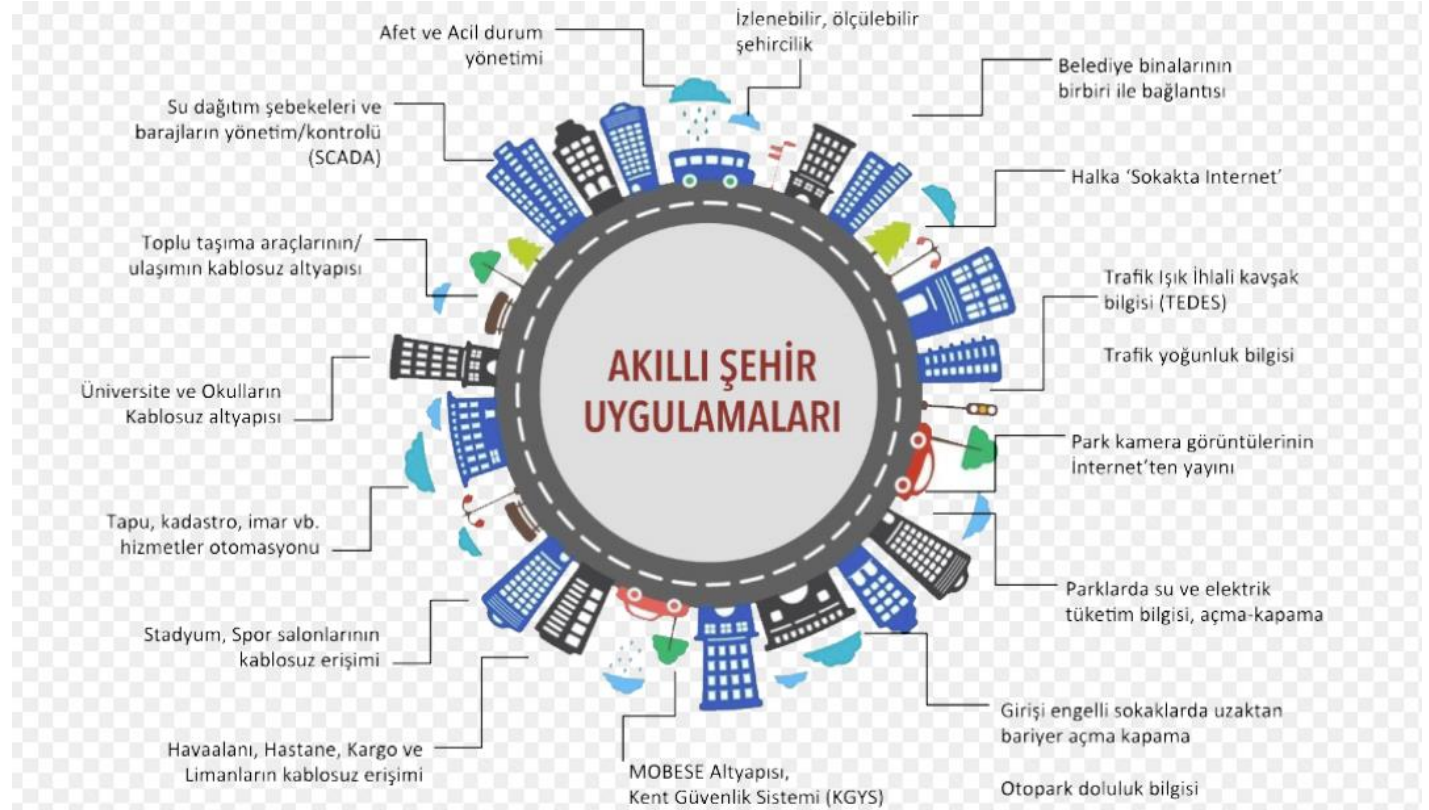 Afet ve Acil durum
yönetimi
İzlenebilir, ölçülebilir
şehircilik
Belediye binalarının
birbiri ile bağlantısı
Su dağıtım şebekeleri ve
barajların yönetim/kontrolü
(SCADA)
Halka ‘Sokakta Internet’
Toplu taşıma araçlarının/
ulaşımın kablosuz altyapısı
Trafik Işık İhlali kavşak
bilgisi (TEDES)
Trafik yoğunluk bilgisi
AKILLI ŞEHİR
UYGULAMALARI
Üniversite ve Okulların
Kablosuz altyapısı
Park kamera görüntülerinin
İnternet’ten yayını
Tapu, kadastro, imar vb.
hizmetler otomasyonu
Parklarda su ve elektrik
tüketim bilgisi, açma-kapama
Stadyum, Spor salonlarının
kablosuz erişimi
Girişi engelli sokaklarda uzaktan
bariyer açma kapama
Havaalanı, Hastane, Kargo ve
Limanların kablosuz erişimi
MOBESE Altyapısı,
Kent Güvenlik Sistemi (KGYS)
Otopark doluluk bilgisi